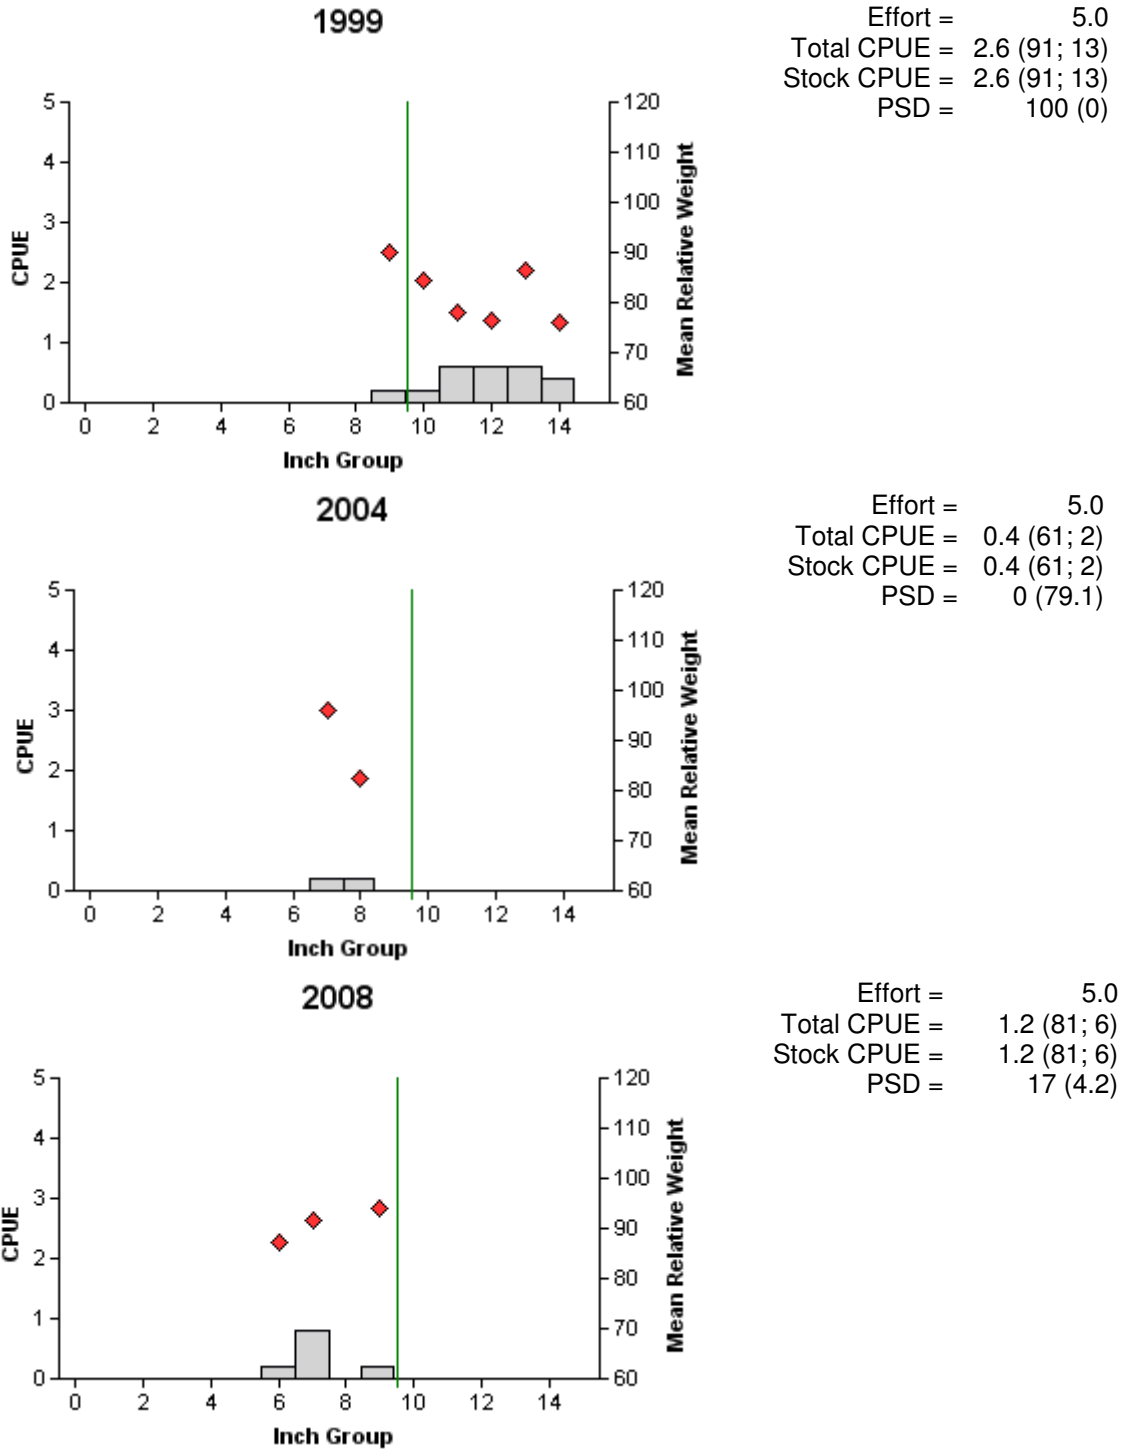 1999
Effort = 5.0
Total CPUE = 2.6 (91; 13)
Stock CPUE = 2.6 (91; 13)
PSD = 100 (0)
5 120
110
4
100
3
90
2
80
1
70
0 60
CPUE
Mean Relative Weight
0 2 4 6 8 10 12 14
Inch Group
2004
Effort = 5.0
Total CPUE = 0.4 (61; 2)
Stock CPUE = 0.4 (61; 2)
PSD = 0 (79.1)
5 120
110
4
100
3
90
2
80
1
70
0 60
CPUE
Mean Relative Weight
0 2 4 6 8 10 12 14
Inch Group
2008
Effort = 5.0
Total CPUE = 1.2 (81; 6)
Stock CPUE = 1.2 (81; 6)
PSD = 17 (4.2)
5 120
110
4
100
3
90
2
80
1
70
0 60
CPUE
Mean Relative Weight
0 2 4 6 8 10 12 14
Inch Group